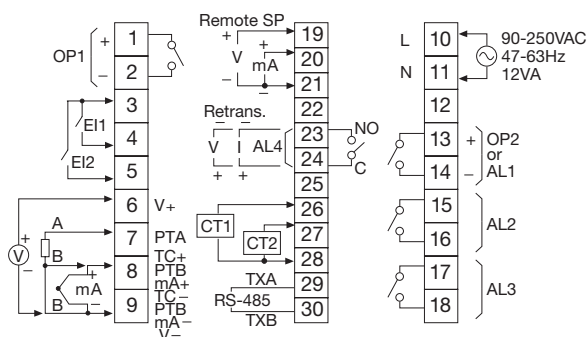 OP1
+
−
1
2
3
4
5
6
7
8
9
EI1
EI2
V+
PTA
TC+
PTB
mA+
TC−
PTB
mA−
V−
+
V
−
A
B
B
+
mA
−
Remote SP
+
V
−
+
mA
−
Retrans.
−
V
+
−
I
+
AL4
NO
C
19
20
21
22
23
24
25
26
27
28
29
30
CT1
CT2
TXA
RS-485
TXB
L
N
10
11
12
13
14
15
16
17
18
90-250VAC
47-63Hz
12VA
+
−
OP2
or
AL1
AL2
AL3